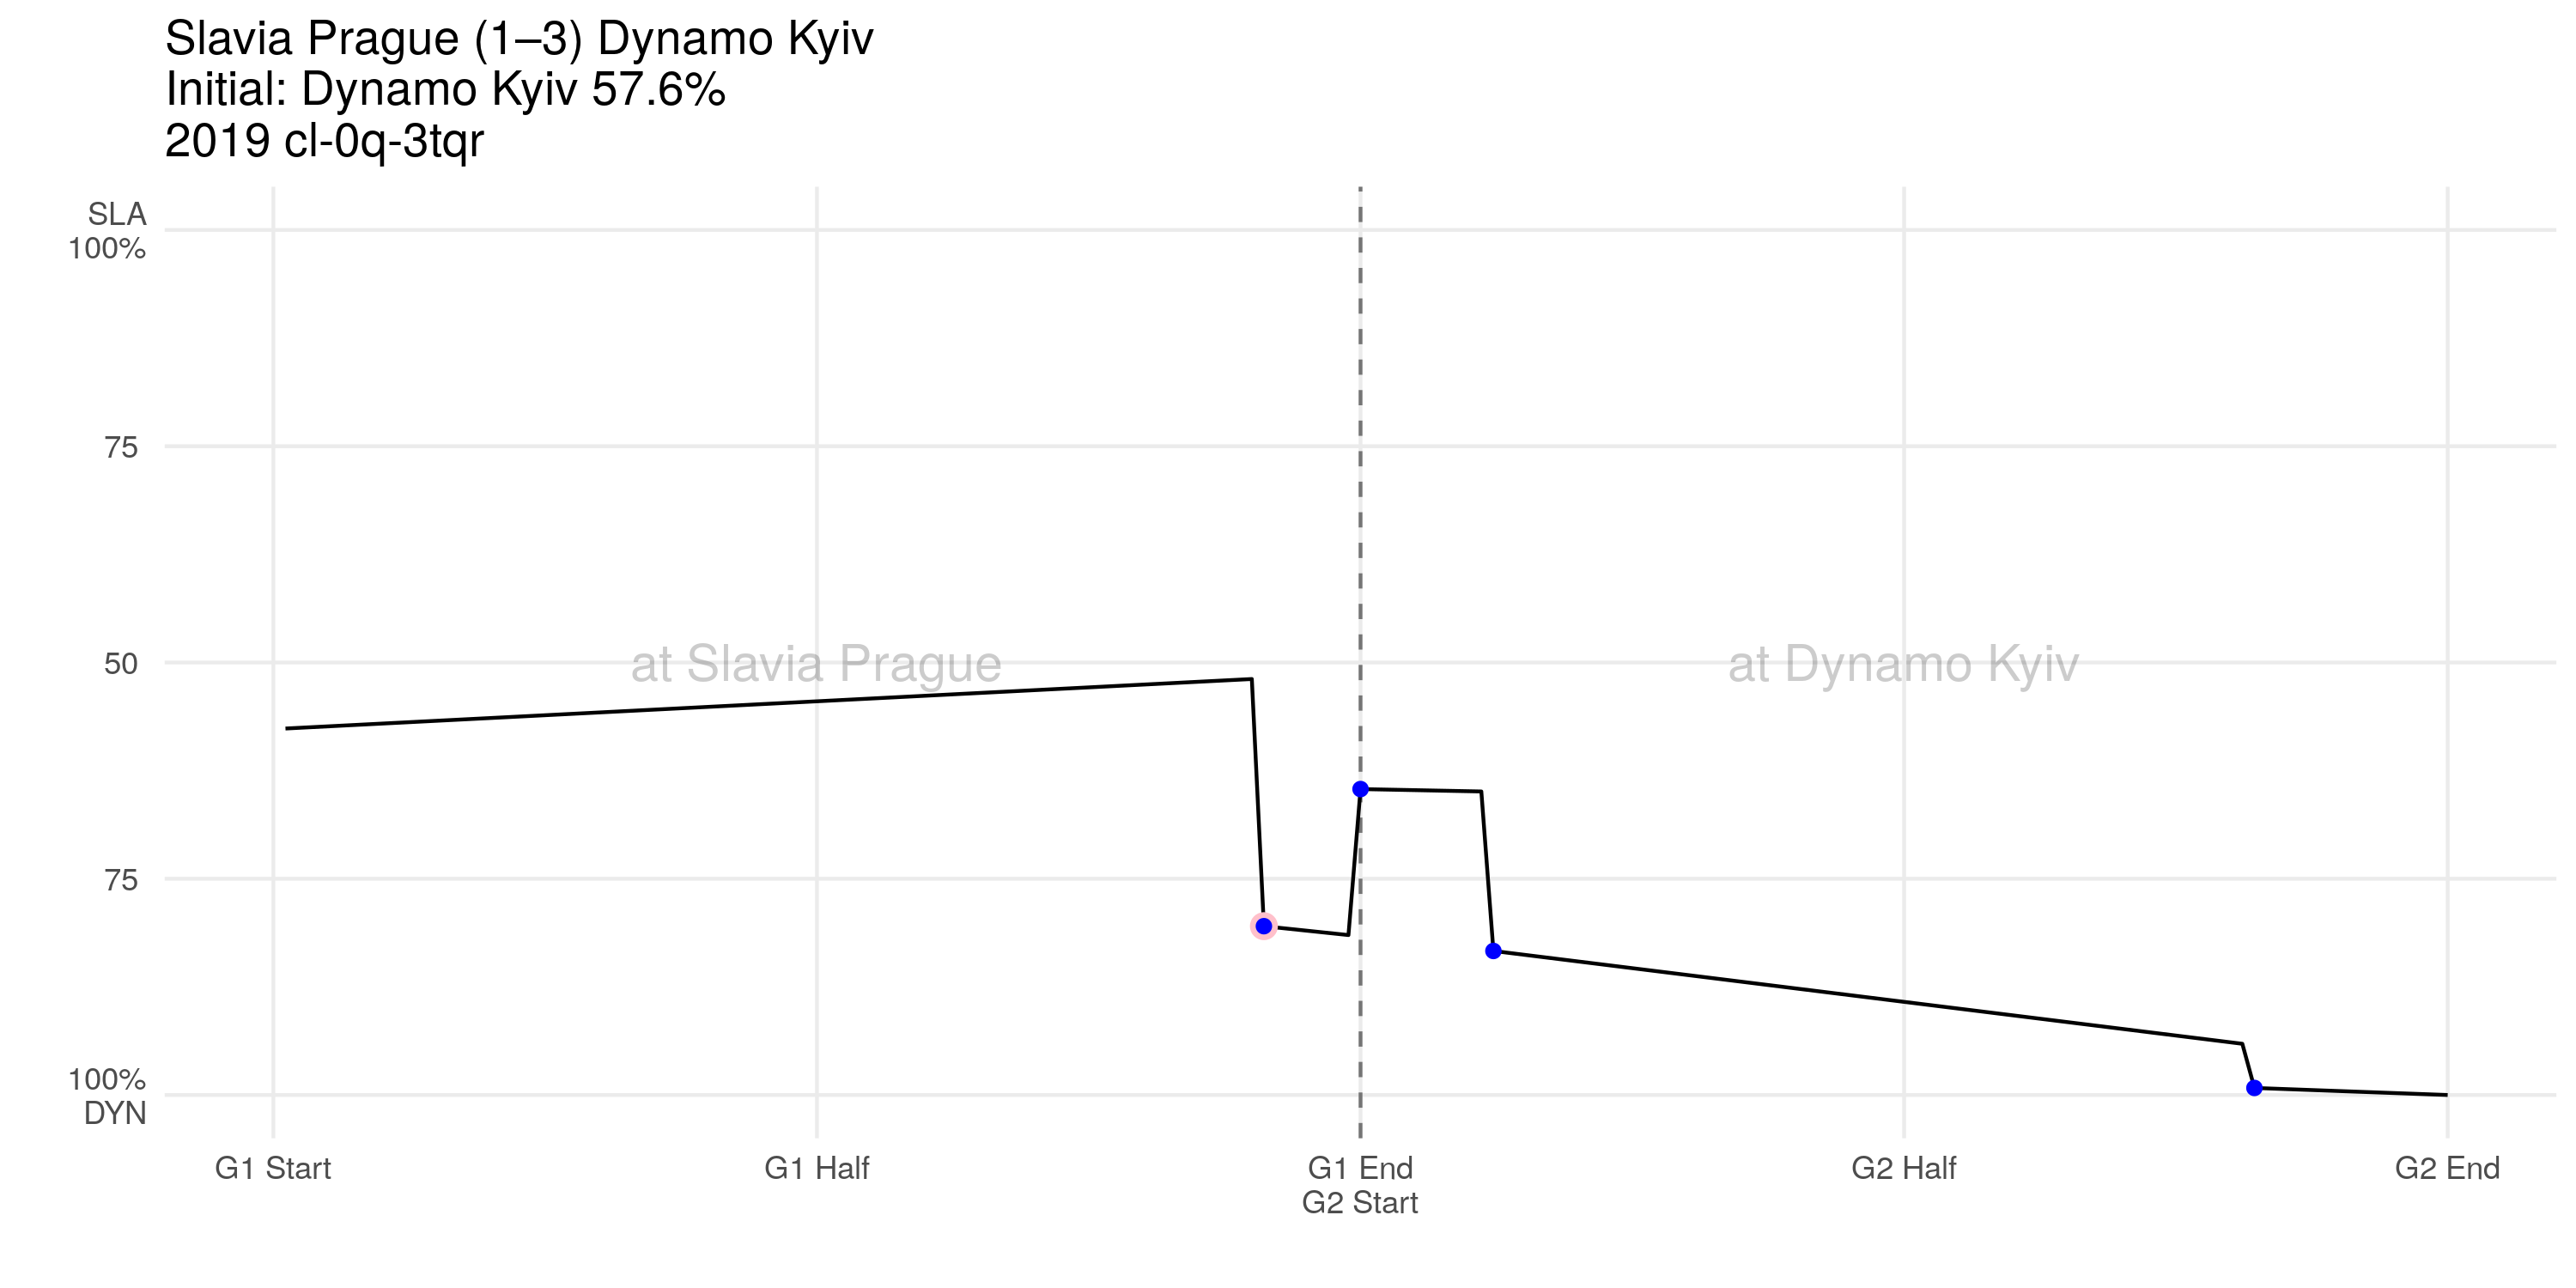 Slavia Prague (1–3) Dynamo Kyiv
Initial: Dynamo Kyiv 57.6%
2019 cl-0q-3tqr
SLA
100%
75
50
75
100%
DYN
at Slavia Prague
at Dynamo Kyiv
G1 Start
G1 Half
G1 End
G2 Start
G2 Half
G2 End